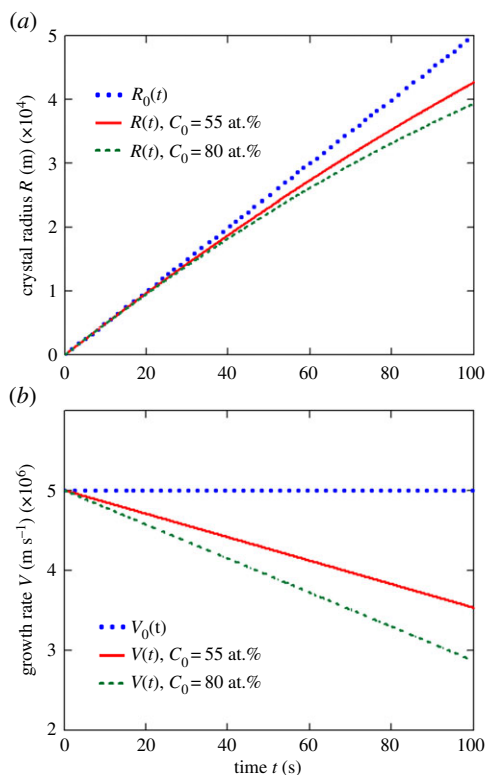 (a)
5
4
3
2
1
0
crystal radius R (m) (×10⁴)
R₀(t)
R(t), C₀ = 55 at.%
R(t), C₀ = 80 at.%
0 20 40 60 80 100
(b)
5
4
3
2
growth rate V (m s⁻¹) (×10⁶)
V₀(t)
V(t), C₀ = 55 at.%
V(t), C₀ = 80 at.%
0 20 40 60 80 100
time t (s)